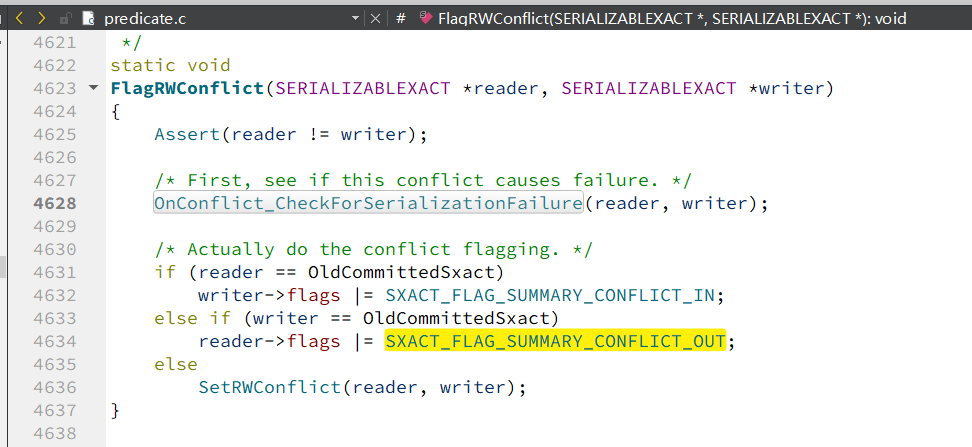 predicate.c # FlagRWConflict(SERIALIZABLEXACT *, SERIALIZABLEXACT *): void
4621 */
4622 static void
4623 FlagRWConflict(SERIALIZABLEXACT *reader, SERIALIZABLEXACT *writer)
4624 {
4625 Assert(reader != writer);
4626
4627 /* First, see if this conflict causes failure. */
4628 OnConflict_CheckForSerializationFailure(reader, writer);
4629
4630 /* Actually do the conflict flagging. */
4631 if (reader == OldCommittedSxact)
4632 writer->flags |= SXACT_FLAG_SUMMARY_CONFLICT_IN;
4633 else if (writer == OldCommittedSxact)
4634 reader->flags |= SXACT_FLAG_SUMMARY_CONFLICT_OUT;
4635 else
4636 SetRWConflict(reader, writer);
4637 }
4638